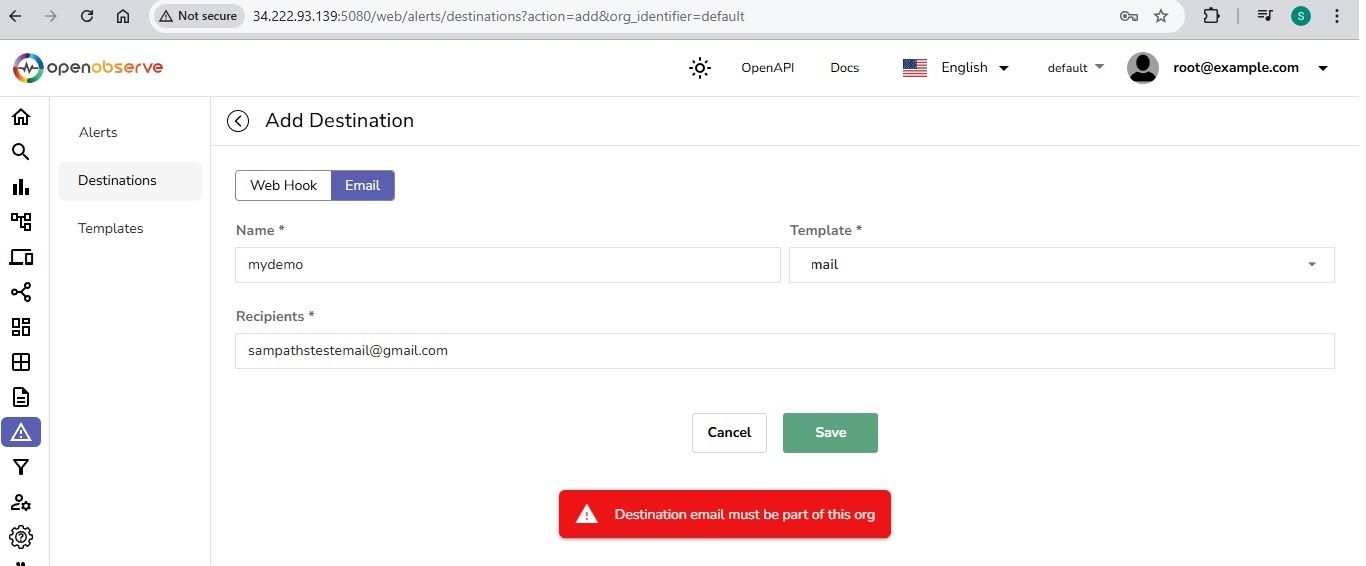 Not secure 34.222.93.139:5080/web/alerts/destinations?action=add&org_identifier=default S
openobserve OpenAPI Docs English default root@example.com
Alerts
Destinations
Templates
Add Destination
Web Hook Email
Name * Template *
mydemo mail
Recipients *
sampathstestemail@gmail.com
Cancel Save
Destination email must be part of this org